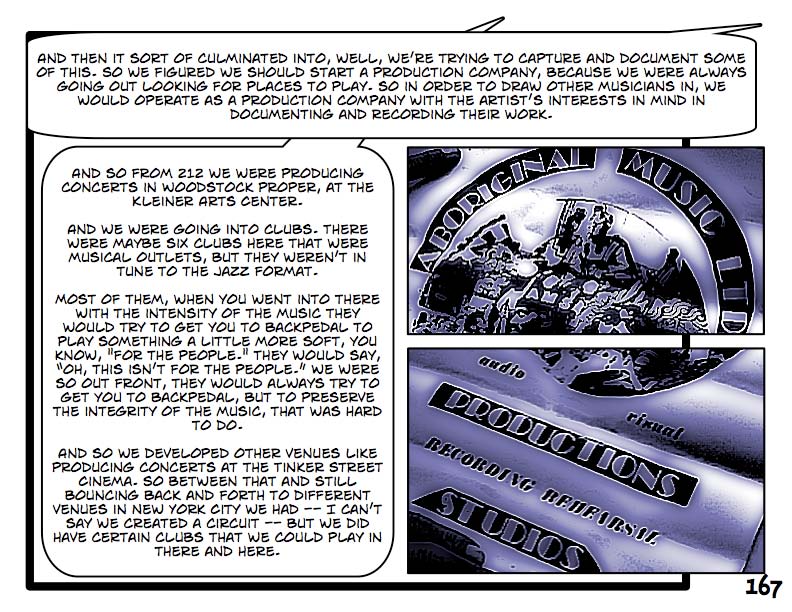 AND THEN IT SORT OF CULMINATED INTO, WELL, WE'RE TRYING TO CAPTURE AND DOCUMENT SOME
OF THIS. SO WE FIGURED WE SHOULD START A PRODUCTION COMPANY, BECAUSE WE WERE ALWAYS
GOING OUT LOOKING FOR PLACES TO PLAY. SO IN ORDER TO DRAW OTHER MUSICIANS IN, WE
WOULD OPERATE AS A PRODUCTION COMPANY WITH THE ARTIST'S INTERESTS IN MIND IN
DOCUMENTING AND RECORDING THEIR WORK.
AND SO FROM 212 WE WERE PRODUCING
CONCERTS IN WOODSTOCK PROPER, AT THE
KLEINER ARTS CENTER.
AND WE WERE GOING INTO CLUBS. THERE
WERE MAYBE SIX CLUBS HERE THAT WERE
MUSICAL OUTLETS, BUT THEY WEREN'T IN
TUNE TO THE JAZZ FORMAT.
MOST OF THEM, WHEN YOU WENT INTO THERE
WITH THE INTENSITY OF THE MUSIC THEY
WOULD TRY TO GET YOU TO BACKPEDAL TO
PLAY SOMETHING A LITTLE MORE SOFT, YOU
KNOW, "FOR THE PEOPLE." THEY WOULD SAY,
"OH, THIS ISN'T FOR THE PEOPLE." WE WERE
SO OUT FRONT, THEY WOULD ALWAYS TRY TO
GET YOU TO BACKPEDAL, BUT TO PRESERVE
THE INTEGRITY OF THE MUSIC, THAT WAS HARD
TO DO.
AND SO WE DEVELOPED OTHER VENUES LIKE
PRODUCING CONCERTS AT THE TINKER STREET
CINEMA. SO BETWEEN THAT AND STILL
BOUNCING BACK AND FORTH TO DIFFERENT
VENUES IN NEW YORK CITY WE HAD -- I CAN'T
SAY WE CREATED A CIRCUIT -- BUT WE DID
HAVE CERTAIN CLUBS THAT WE COULD PLAY IN
THERE AND HERE.
ABORIGINAL MUSIC LTD
audio
visual
PRODUCTIONS
RECORDING REHEARSAL
STUDIOS
167